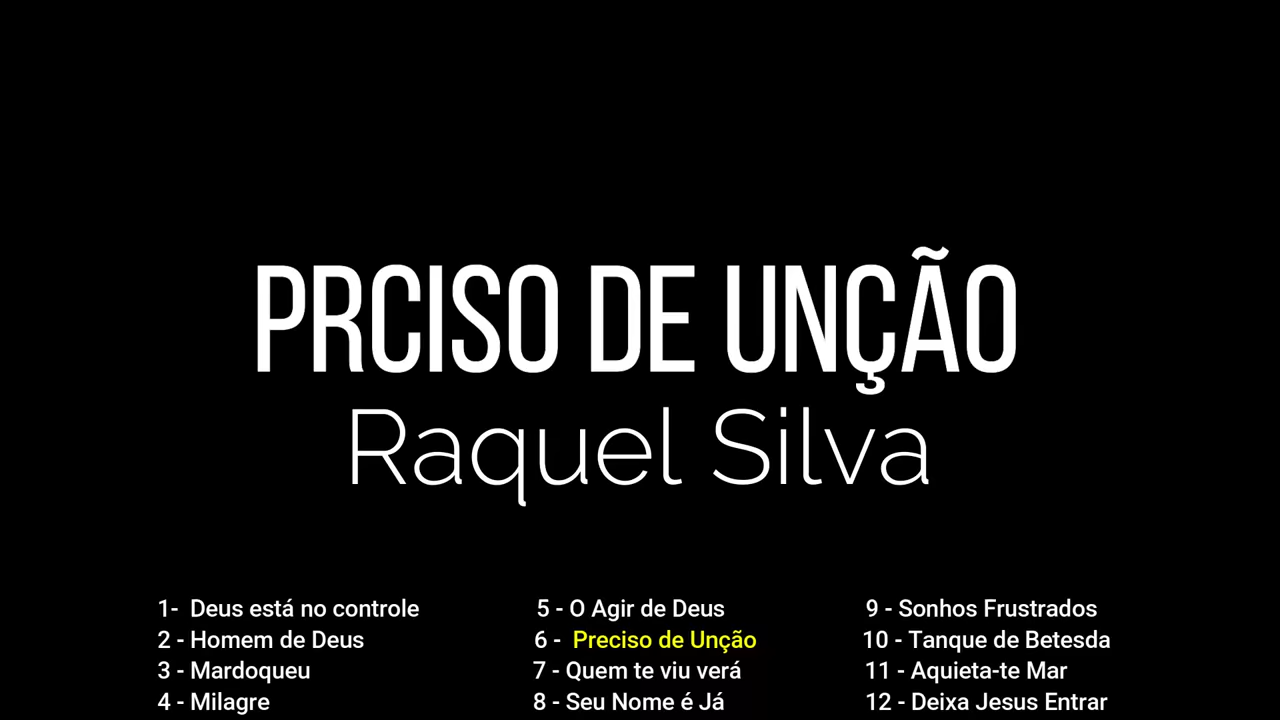 PRCISO DE UNÇÃO
Raquel Silva
1- Deus está no controle
2 - Homem de Deus
3 - Mardoqueu
4 - Milagre
5 - O Agir de Deus
6 - Preciso de Unção
7 - Quem te viu verá
8 - Seu Nome é Já
9 - Sonhos Frustrados
10 - Tanque de Betesda
11 - Aquieta-te Mar
12 - Deixa Jesus Entrar